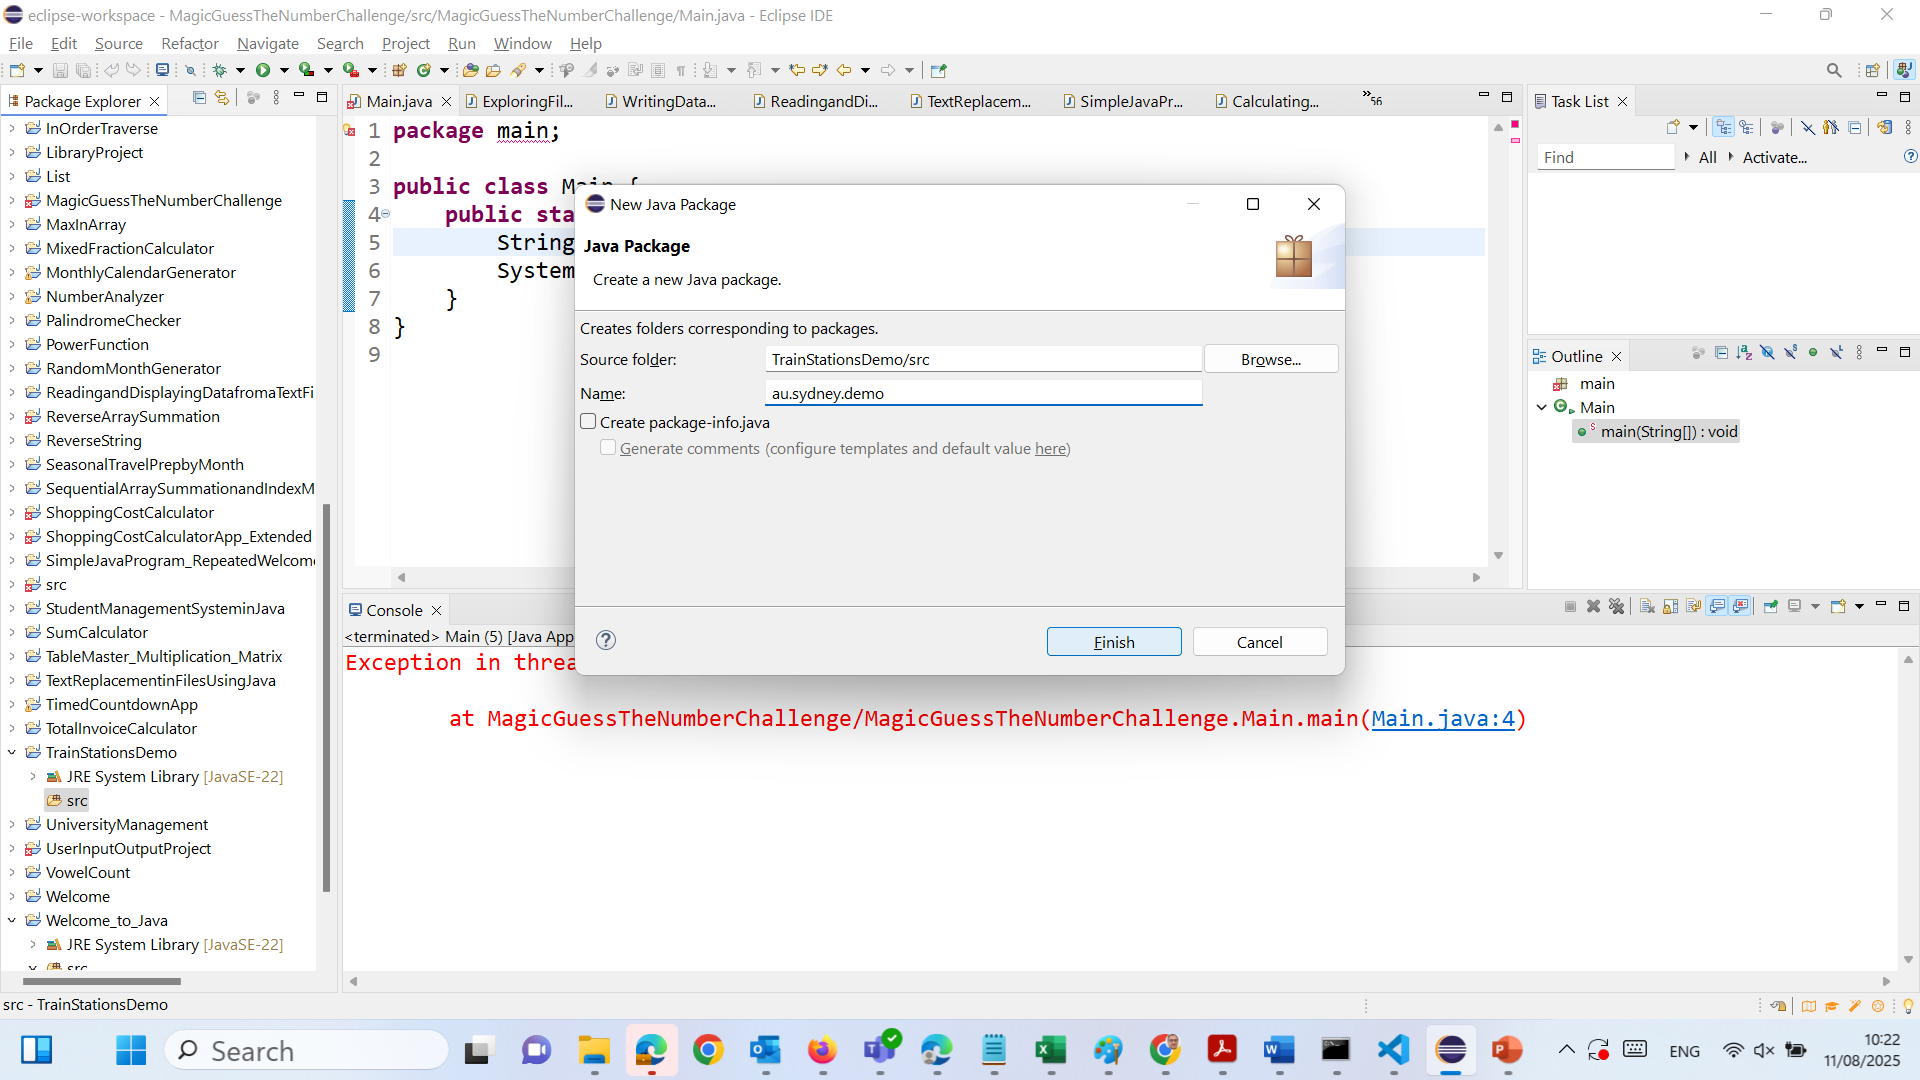 eclipse-workspace - MagicGuessTheNumberChallenge/src/MagicGuessTheNumberChallenge/Main.java - Eclipse IDE
File Edit Source Refactor Navigate Search Project Run Window Help
Package Explorer
InOrderTraverse
LibraryProject
List
MagicGuessTheNumberChallenge
MaxInArray
MixedFractionCalculator
MonthlyCalendarGenerator
NumberAnalyzer
PalindromeChecker
PowerFunction
RandomMonthGenerator
ReadingandDisplayingDatafromaTextFi
ReverseArraySummation
ReverseString
SeasonalTravelPrepbyMonth
SequentialArraySummationandIndexM
ShoppingCostCalculator
ShoppingCostCalculatorApp_Extended
SimpleJavaProgram_RepeatedWelcome
src
StudentManagementSysteminJava
SumCalculator
TableMaster_Multiplication_Matrix
TextReplacementinFilesUsingJava
TimedCountdownApp
TotalInvoiceCalculator
TrainStationsDemo
JRE System Library [JavaSE-22]
src
UniversityManagement
UserInputOutputProject
VowelCount
Welcome
Welcome_to_Java
JRE System Library [JavaSE-22]
src
Main.java ExploringFil... WritingData... ReadingandDi... TextReplacem... SimpleJavaPr... Calculating... »56
1 package main;
2
3 public class Main {
4 public sta
5 String
6 System
7 }
8 }
9
New Java Package
Java Package
Create a new Java package.
Creates folders corresponding to packages.
Source folder: TrainStationsDemo/src Browse...
Name: au.sydney.demo
Create package-info.java
Generate comments (configure templates and default value here)
Finish Cancel
Console
<terminated> Main (5) [Java App
Exception in threa
at MagicGuessTheNumberChallenge/MagicGuessTheNumberChallenge.Main.main(Main.java:4)
Task List
Find All Activate...
Outline
main
Main
main(String[]) : void
src - TrainStationsDemo
Search
ENG
10:22
11/08/2025